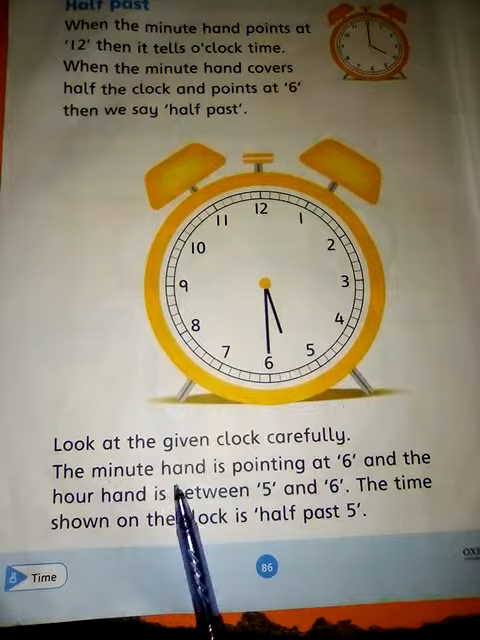 Half past
When the minute hand points at
'12' then it tells o'clock time.
When the minute hand covers
half the clock and points at '6'
then we say 'half past'.
12
11 1
10 2
9 3
8 4
7 5
6
Look at the given clock carefully.
The minute hand is pointing at '6' and the
hour hand is between '5' and '6'. The time
shown on the clock is 'half past 5'.
8 Time
86